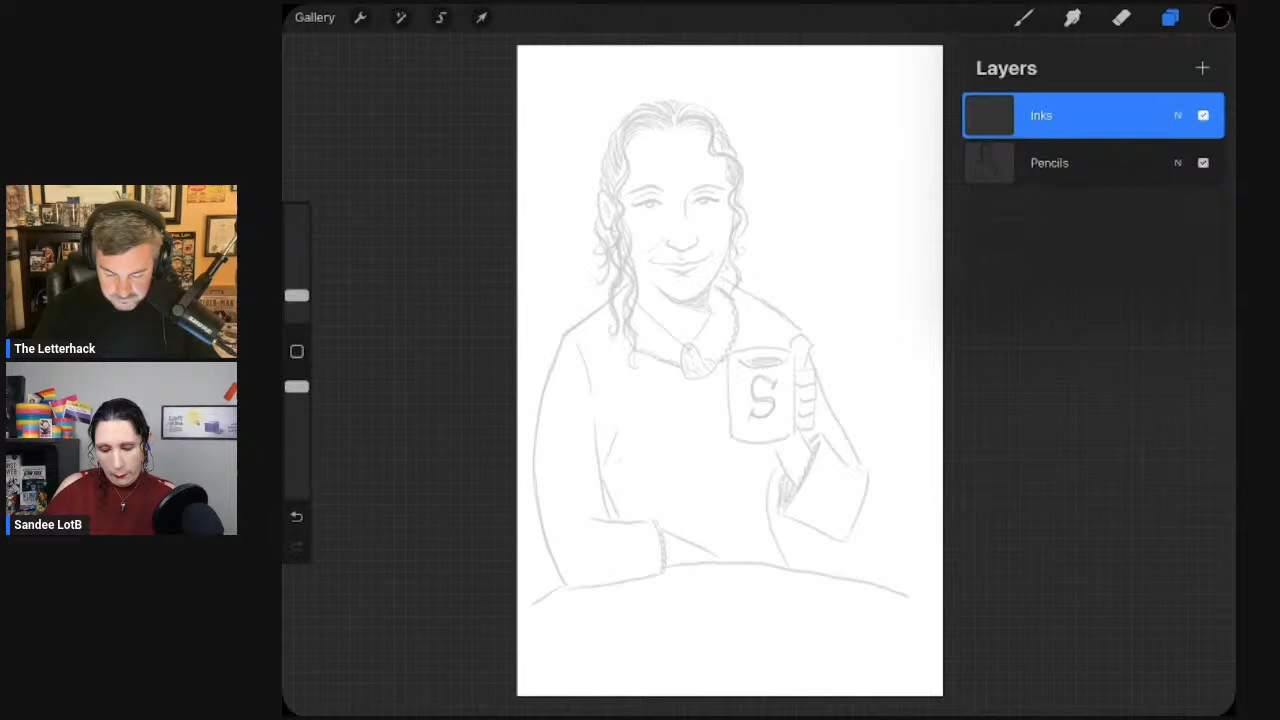 Gallery
Layers
Inks
N
Pencils
N
S
The Letterhack
Sandee LotB